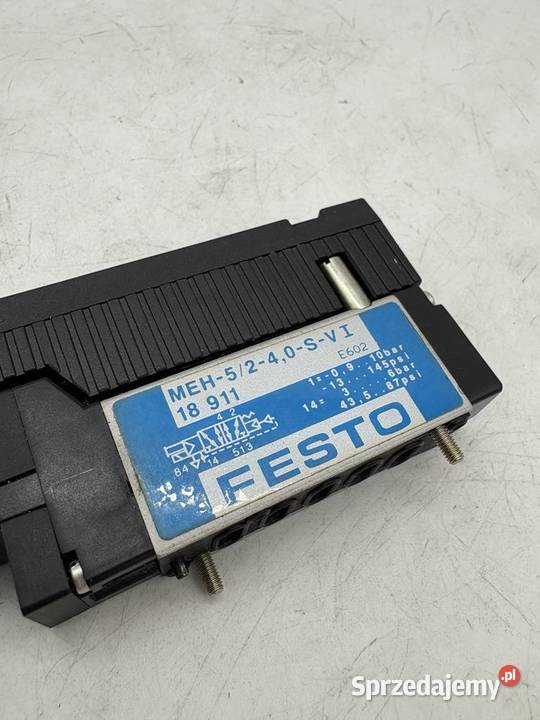 MEH-5/2-4,0-S-VI
18 911
E602
1=-0,9..10bar
-13...145psi
14= 3....6bar
43,5..87psi
4 2
84 14 513
FESTO
Sprzedajemy.pl